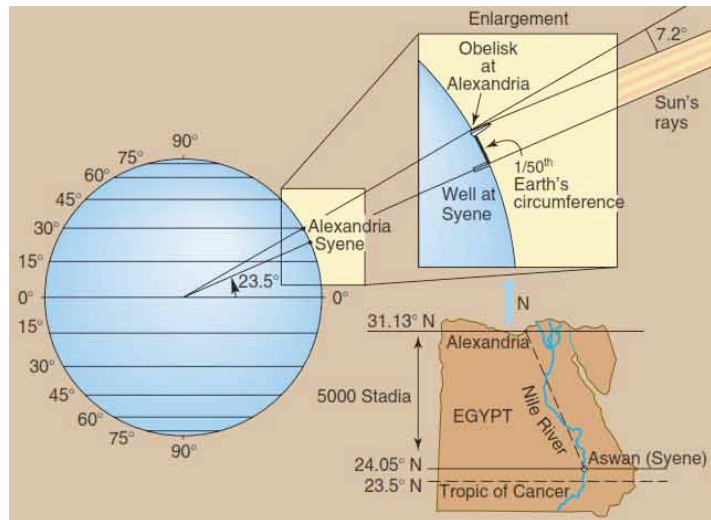 Enlargement
7.2°
Obelisk
at
Alexandria
Sun's
rays
1/50th
Earth's
circumference
Well at
Syene
90°
75°
60°
45°
30°
15°
0°
15°
30°
45°
60°
75°
90°
Alexandria
Syene
23.5°
0°
N
31.13° N
Alexandria
5000 Stadia
EGYPT
Nile River
24.05° N
Aswan (Syene)
23.5° N
Tropic of Cancer